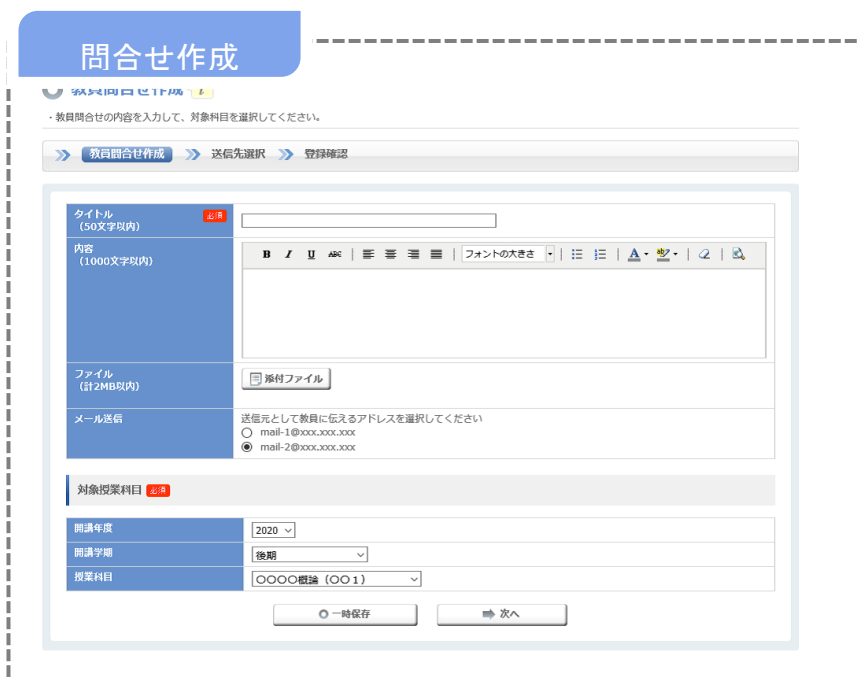 問合せ作成
教員問合せ作成 i
・教員問合せの内容を入力して、対象科目を選択してください。
教員問合せ作成 送信先選択 登録確認
タイトル 必須
（50文字以内）
内容
（1000文字以内）
B I U ABC フォントの大きさ A ab
ファイル
（計2MB以内）
添付ファイル
メール送信
送信元として教員に伝えるアドレスを選択してください
mail-1@xxx.xxx.xxx
mail-2@xxx.xxx.xxx
対象授業科目 必須
開講年度 2020
開講学期 後期
授業科目 〇〇〇〇概論（〇〇１）
一時保存 次へ